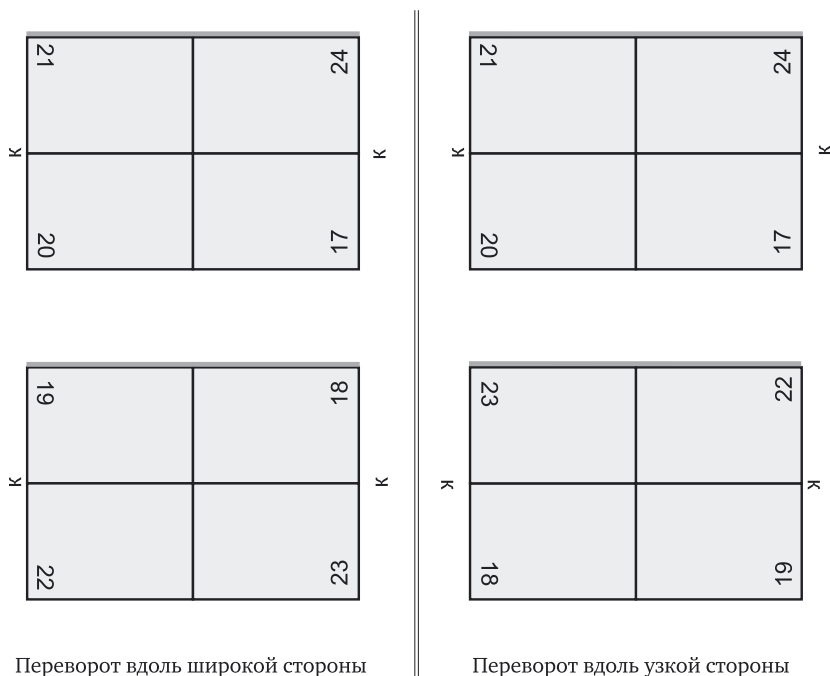 21 24
к к
20 17
19 18
к к
22 23
Переворот вдоль широкой стороны
21 24
к к
20 17
23 22
к к
18 19
Переворот вдоль узкой стороны